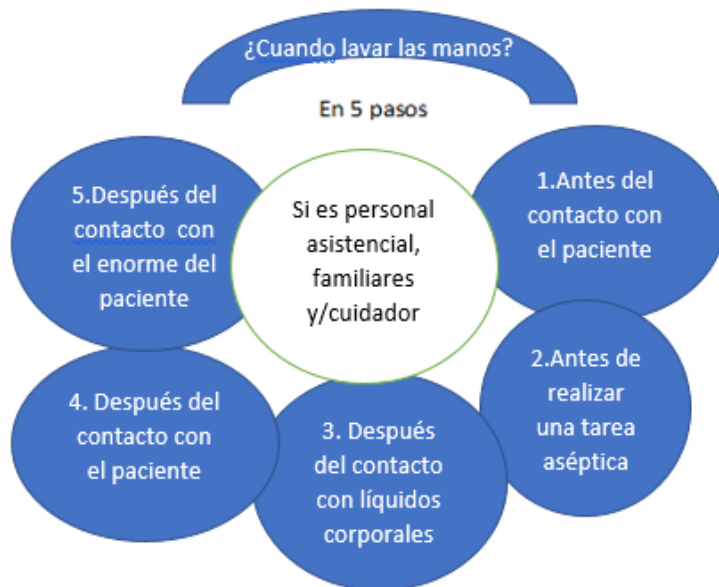 ¿Cuando lavar las manos?
En 5 pasos
Si es personal
asistencial,
familiares
y/cuidador
1.Antes del
contacto con
el paciente
2.Antes de
realizar
una tarea
aséptica
3. Después
del contacto
con líquidos
corporales
4. Después del
contacto con
el paciente
5.Después del
contacto con
el enorme del
paciente